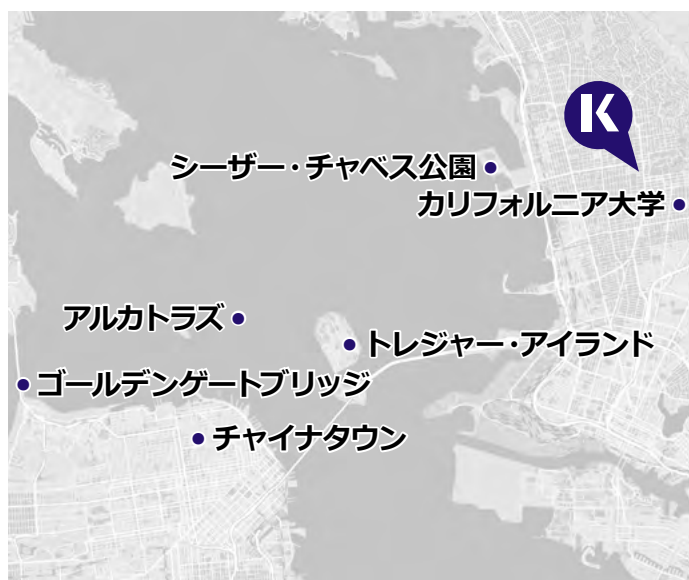 K
シーザー・チャベス公園
カリフォルニア大学
アルカトラズ
トレジャー・アイランド
ゴールデンゲートブリッジ
チャイナタウン